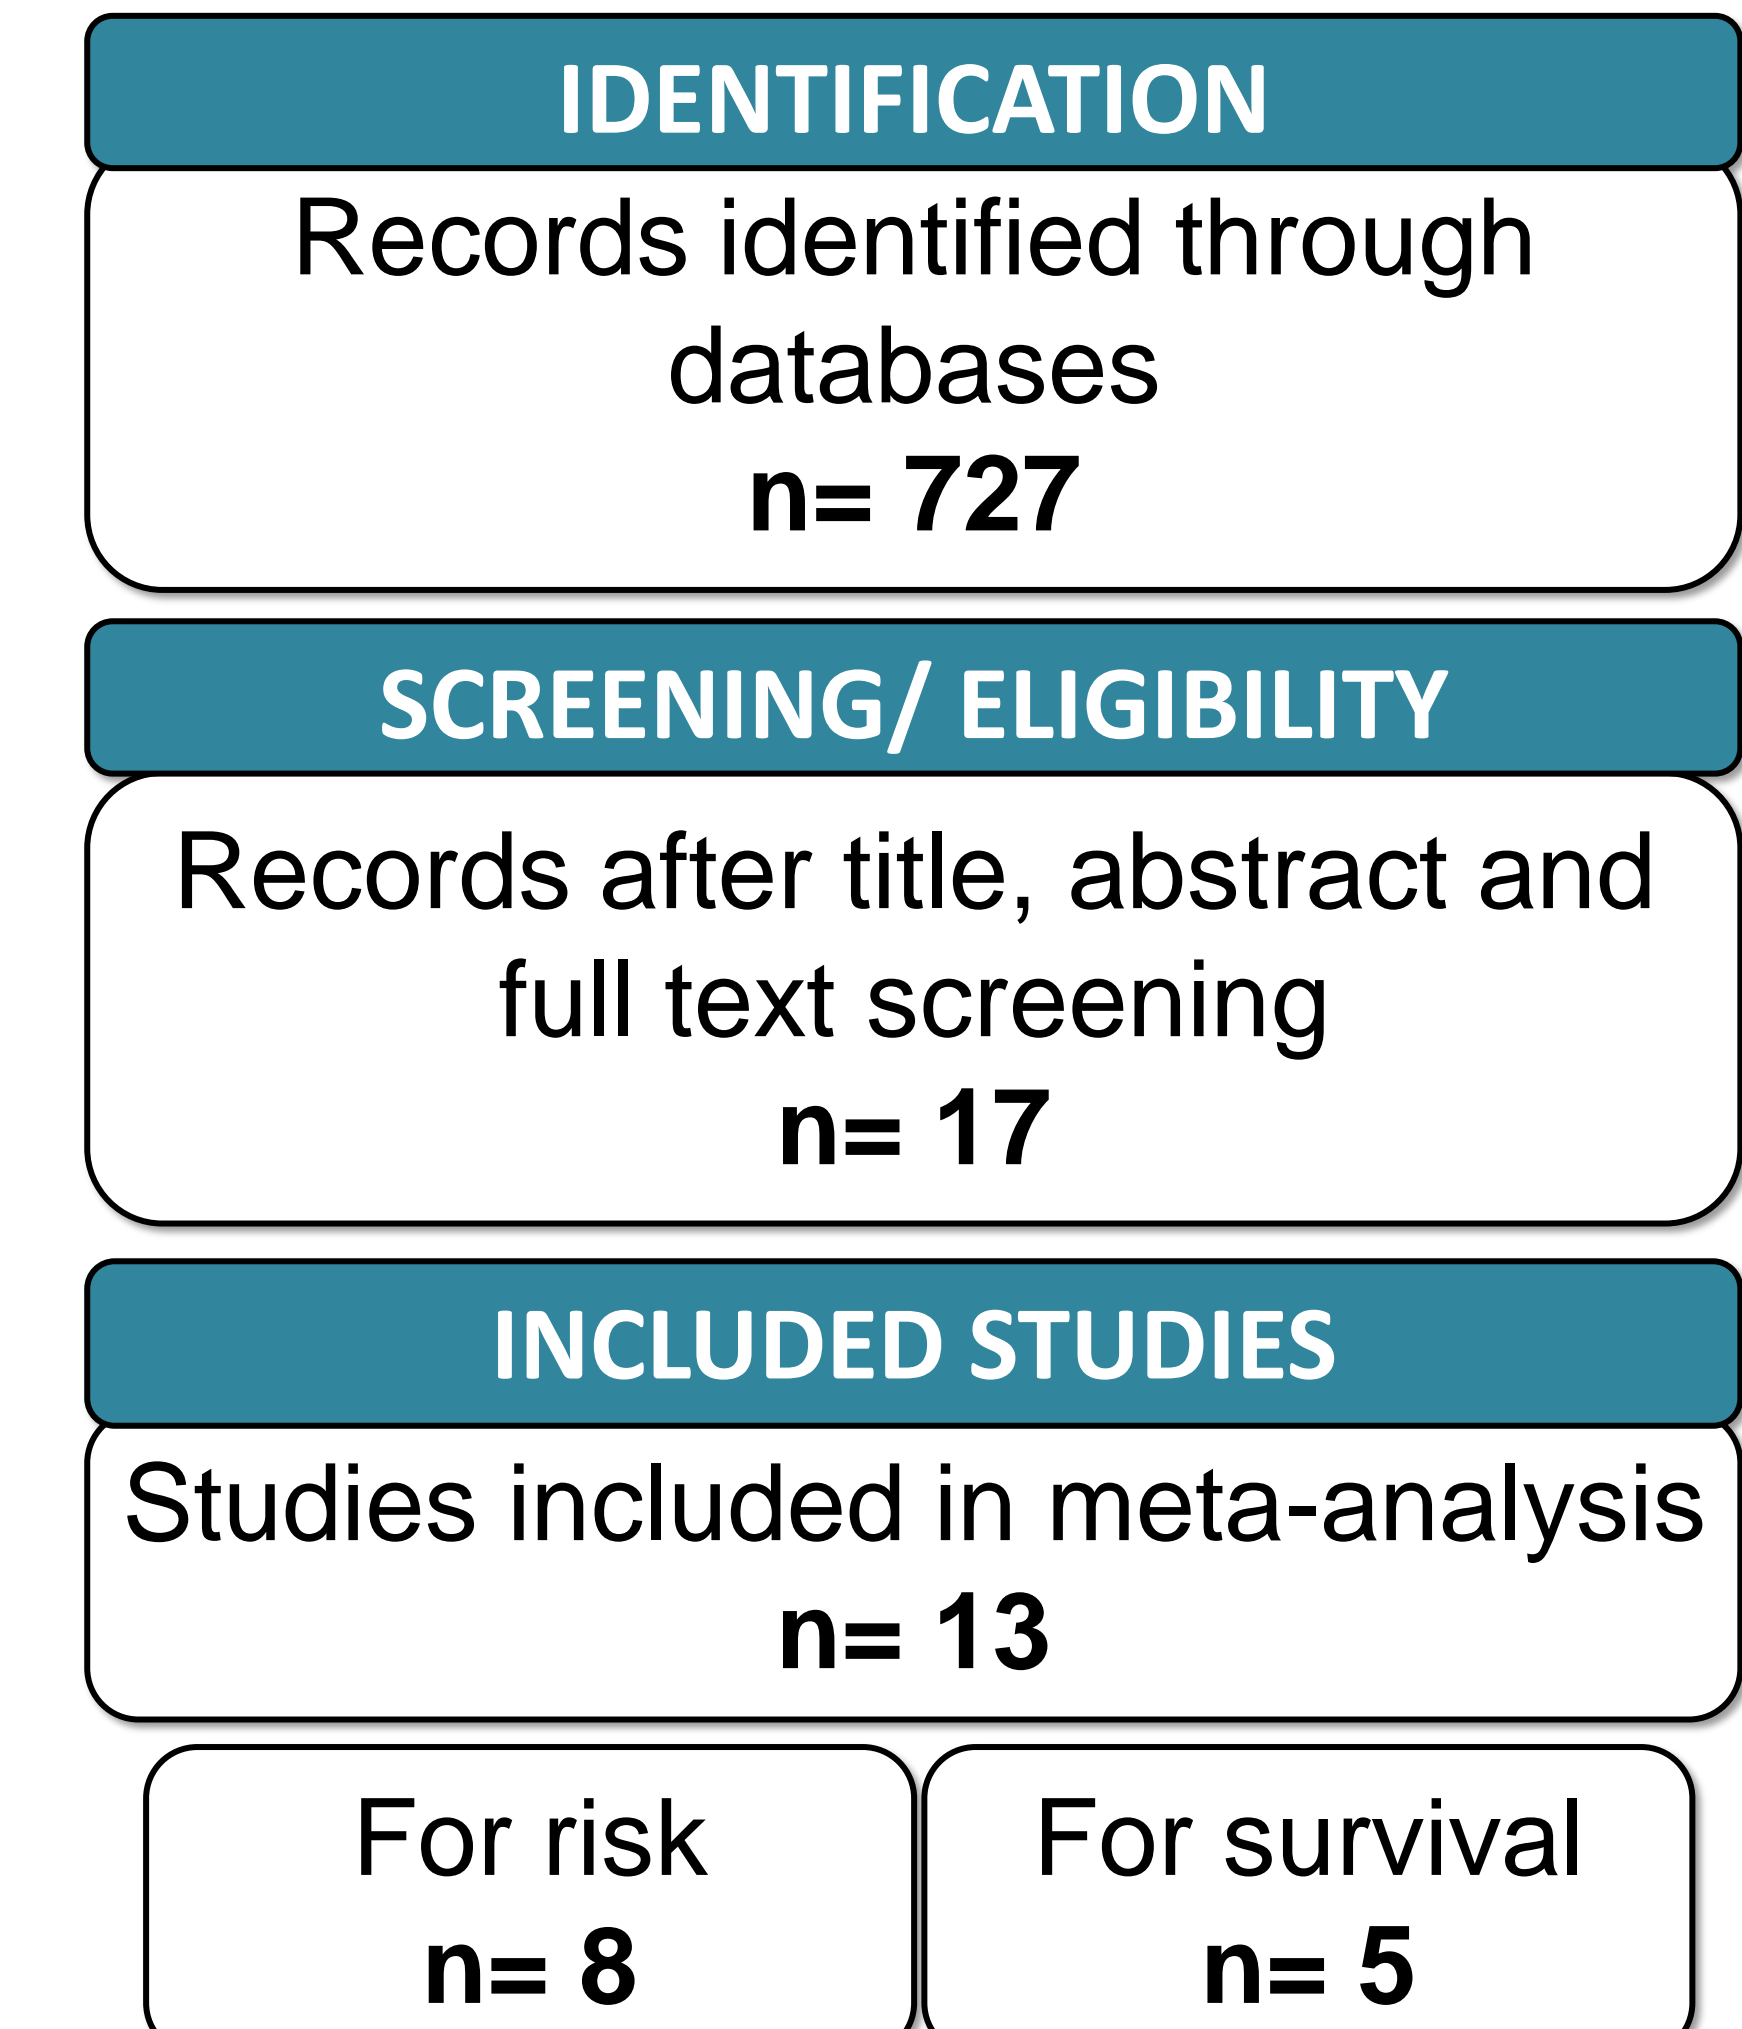 IDENTIFICATION
Records identified through
databases
n= 727
SCREENING/ ELIGIBILITY
Records after title, abstract and
full text screening
n= 17
INCLUDED STUDIES
Studies included in meta-analysis
n= 13
For risk
n= 8
For survival
n= 5